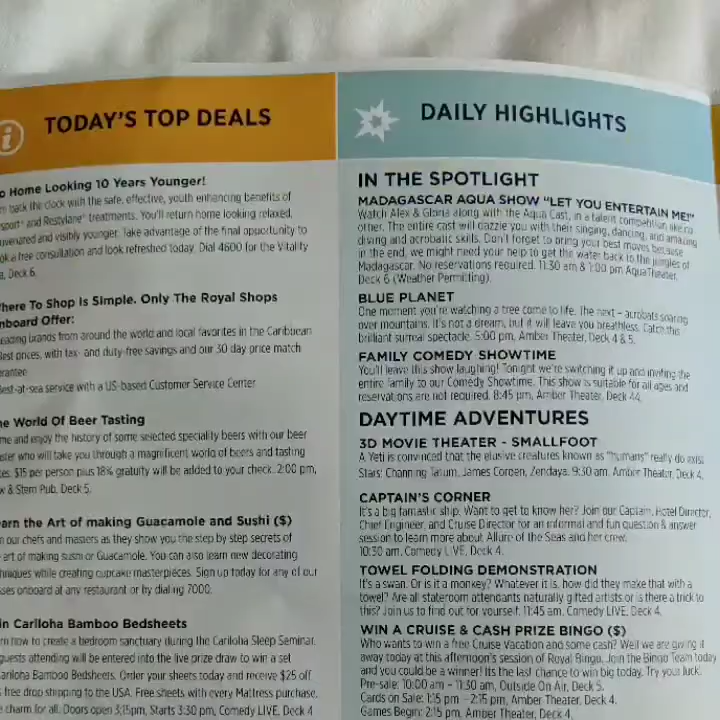 TODAY'S TOP DEALS
o Home Looking 10 Years Younger!
back the clock with the safe, effective, youth enhancing benefits of
sport and Restylane treatments. You'll return home looking relaxed,
uvenated and visibly younger. Take advantage of the final opportunity to
ok a free consultation and look refreshed today. Dial 4600 for the Vitality
a, Deck 6.
here To Shop Is Simple. Only The Royal Shops
nboard Offer:
eading brands from around the world and local favorites in the Caribbean
Best prices, with tax- and duty-free savings and our 30 day price match
arantee
Best-at-sea service with a US-based Customer Service Center
he World Of Beer Tasting
me and enjoy the history of some selected speciality beers with our beer
ster who will take you through a magnificent world of beers and tasting
es. $15 per person plus 18% gratuity will be added to your check. 2:00 pm,
w & Stern Pub, Deck 5.
arn the Art of making Guacamole and Sushi ($)
n our chefs and masters as they show you the step by step secrets of
art of making sushi or Guacamole. You can also learn new decorating
hniques while creating cupcake masterpieces. Sign up today for any of our
ses onboard at any restaurant or by dialing 7000.
in Cariloha Bamboo Bedsheets
rn how to create a bedroom sanctuary during the Cariloha Sleep Seminar.
guests attending will be entered into the live prize draw to win a set
ariloha Bamboo Bedsheets. Order your sheets today and receive $25 off
free drop shipping to the USA. Free sheets with every Mattress purchase.
e charm for all. Doors open 3:15pm, Starts 3:30 pm, Comedy LIVE, Deck 4
DAILY HIGHLIGHTS
IN THE SPOTLIGHT
MADAGASCAR AQUA SHOW "LET YOU ENTERTAIN ME!"
Watch Alex & Gloria along with the Aqua Cast, in a talent competition like no
other. The entire cast will dazzle you with their singing, dancing, and amazing
diving and acrobatic skills. Don't forget to bring your best moves because
in the end, we might need your help to get the water back to the jungles of
Madagascar. No reservations required. 11:30 am & 1:00 pm AquaTheater,
Deck 6 (Weather Permitting).
BLUE PLANET
One moment you're watching a tree come to life. The next – acrobats soaring
over mountains. It's not a dream, but it will leave you breathless. Catch this
brilliant surreal spectacle. 5:00 pm, Amber Theater, Deck 4 & 5.
FAMILY COMEDY SHOWTIME
You'll leave this show laughing! Tonight we're switching it up and inviting the
entire family to our Comedy Showtime. This show is suitable for all ages and
reservations are not required. 8:45 pm, Amber Theater, Deck 44.
DAYTIME ADVENTURES
3D MOVIE THEATER - SMALLFOOT
A Yeti is convinced that the elusive creatures known as "humans" really do exist.
Stars: Channing Tatum, James Corden, Zendaya. 9:30 am. Amber Theater, Deck 4.
CAPTAIN'S CORNER
It's a big fantastic ship. Want to get to know her? Join our Captain, Hotel Director,
Chief Engineer, and Cruise Director for an informal and fun question & answer
session to learn more about Allure of the Seas and her crew.
10:30 am. Comedy LIVE, Deck 4.
TOWEL FOLDING DEMONSTRATION
It's a swan. Or is it a monkey? Whatever it is, how did they make that with a
towel? Are all stateroom attendants naturally gifted artists or is there a trick to
this? Join us to find out for yourself. 11:45 am. Comedy LIVE. Deck 4.
WIN A CRUISE & CASH PRIZE BINGO ($)
Who wants to win a free Cruise Vacation and some cash? Well we are giving it
away today at this afternoon's session of Royal Bingo. Join the Bingo Team today
and you could be a winner! Its the last chance to win big today. Try your luck.
Pre-sale: 10:00 am – 11:30 am, Outside On Air, Deck 5.
Cards on Sale: 1:15 pm – 2:15 pm, Amber Theater, Deck 4.
Games Begin: 2:15 pm, Amber Theater, Deck 4